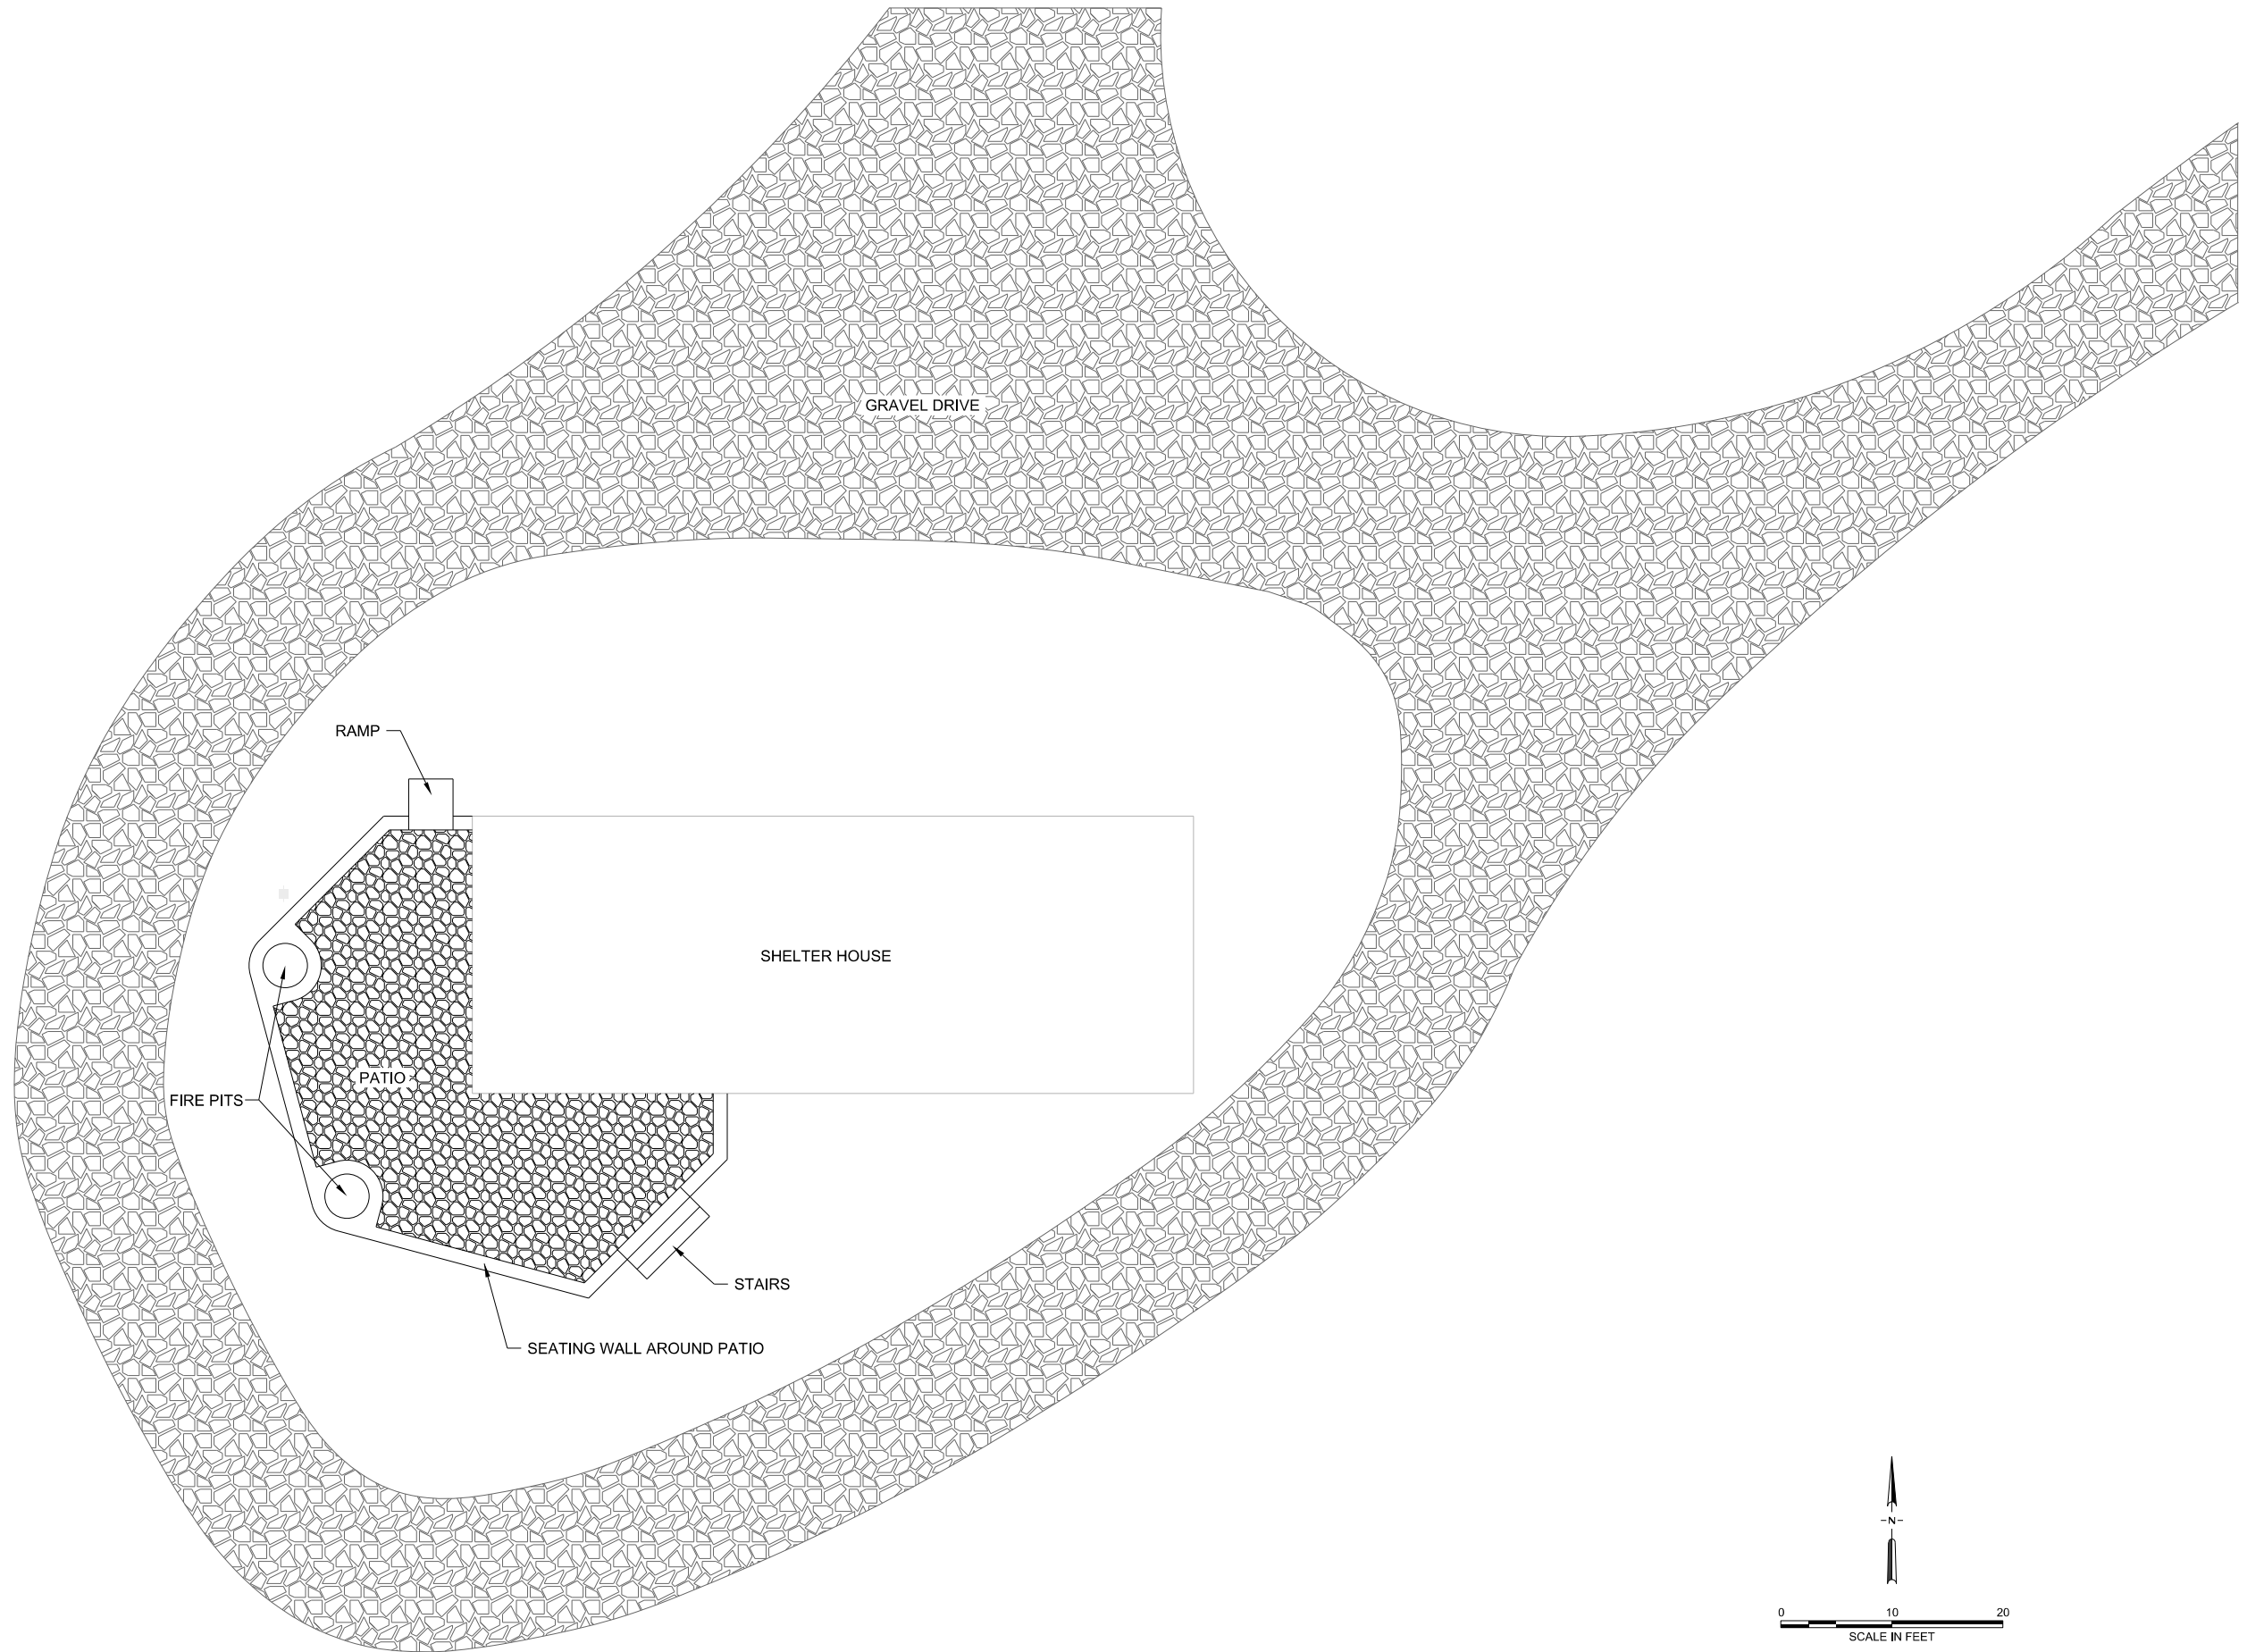 GRAVEL DRIVE
RAMP
SHELTER HOUSE
PATIO
FIRE PITS
STAIRS
SEATING WALL AROUND PATIO
N
0 10 20
SCALE IN FEET